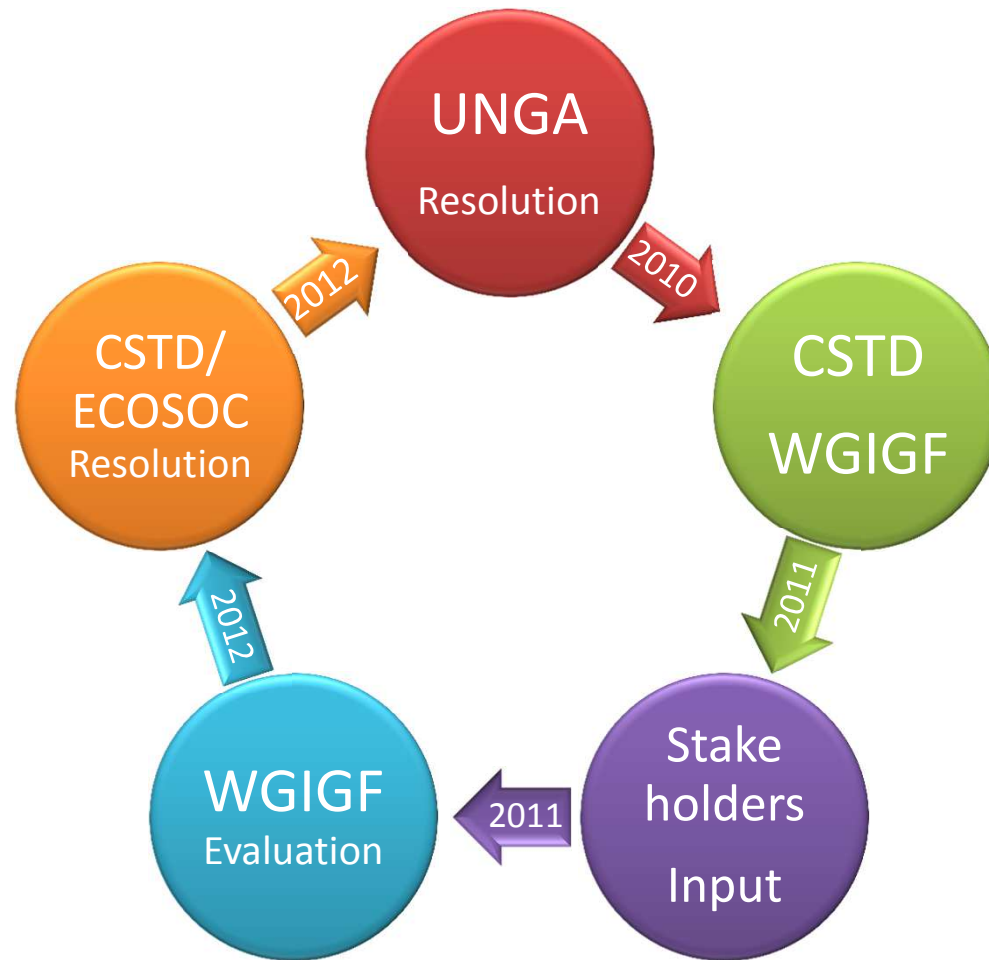 UNGA
Resolution
2010
CSTD
WGIGF
2011
Stake
holders
Input
2011
WGIGF
Evaluation
2012
CSTD/
ECOSOC
Resolution
2012